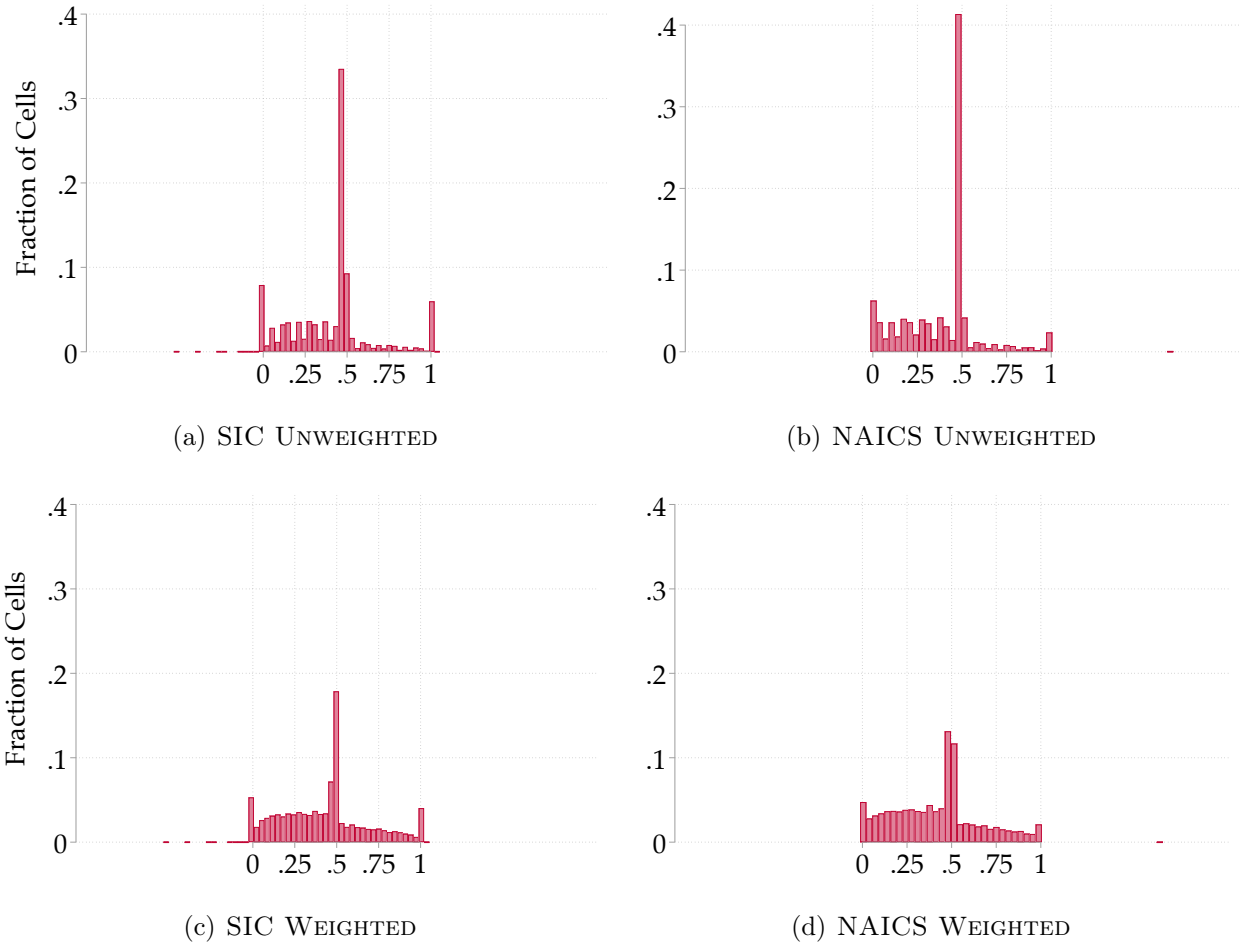 .4
.3
.2
.1
0
Fraction of Cells
0 .25 .5 .75 1
(a) SIC UNWEIGHTED
.4
.3
.2
.1
0
0 .25 .5 .75 1
(b) NAICS UNWEIGHTED
.4
.3
.2
.1
0
Fraction of Cells
0 .25 .5 .75 1
(c) SIC WEIGHTED
.4
.3
.2
.1
0
0 .25 .5 .75 1
(d) NAICS WEIGHTED